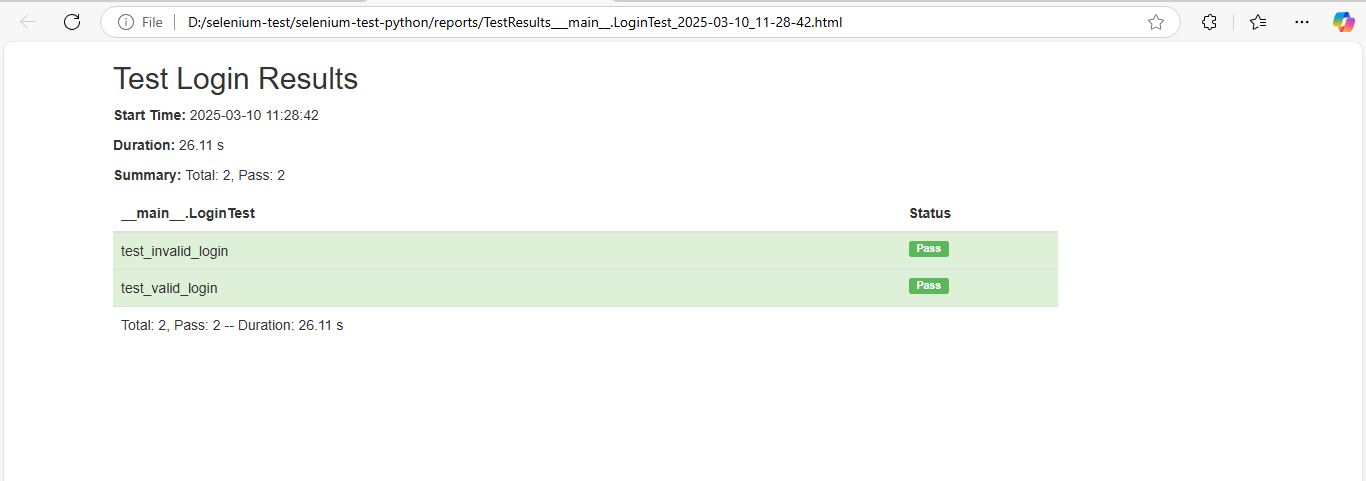 File D:/selenium-test/selenium-test-python/reports/TestResults___main__.LoginTest_2025-03-10_11-28-42.html
Test Login Results
Start Time: 2025-03-10 11:28:42
Duration: 26.11 s
Summary: Total: 2, Pass: 2
__main__.LoginTest Status
test_invalid_login Pass
test_valid_login Pass
Total: 2, Pass: 2 -- Duration: 26.11 s